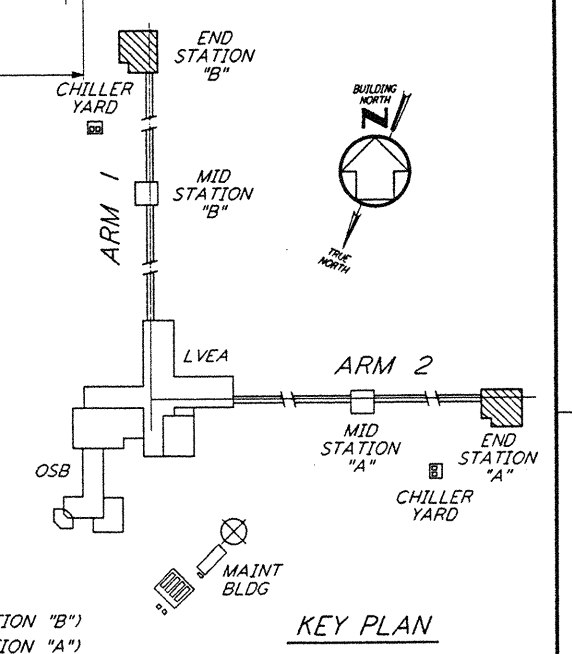 END
STATION
"B"
CHILLER
YARD
BUILDING
NORTH
N
MID
STATION
"B"
ARM 1
TRUE
NORTH
LVEA
ARM 2
MID
STATION
"A"
END
STATION
"A"
OSB
CHILLER
YARD
MAINT
BLDG
TION "B")
TION "A")
KEY PLAN